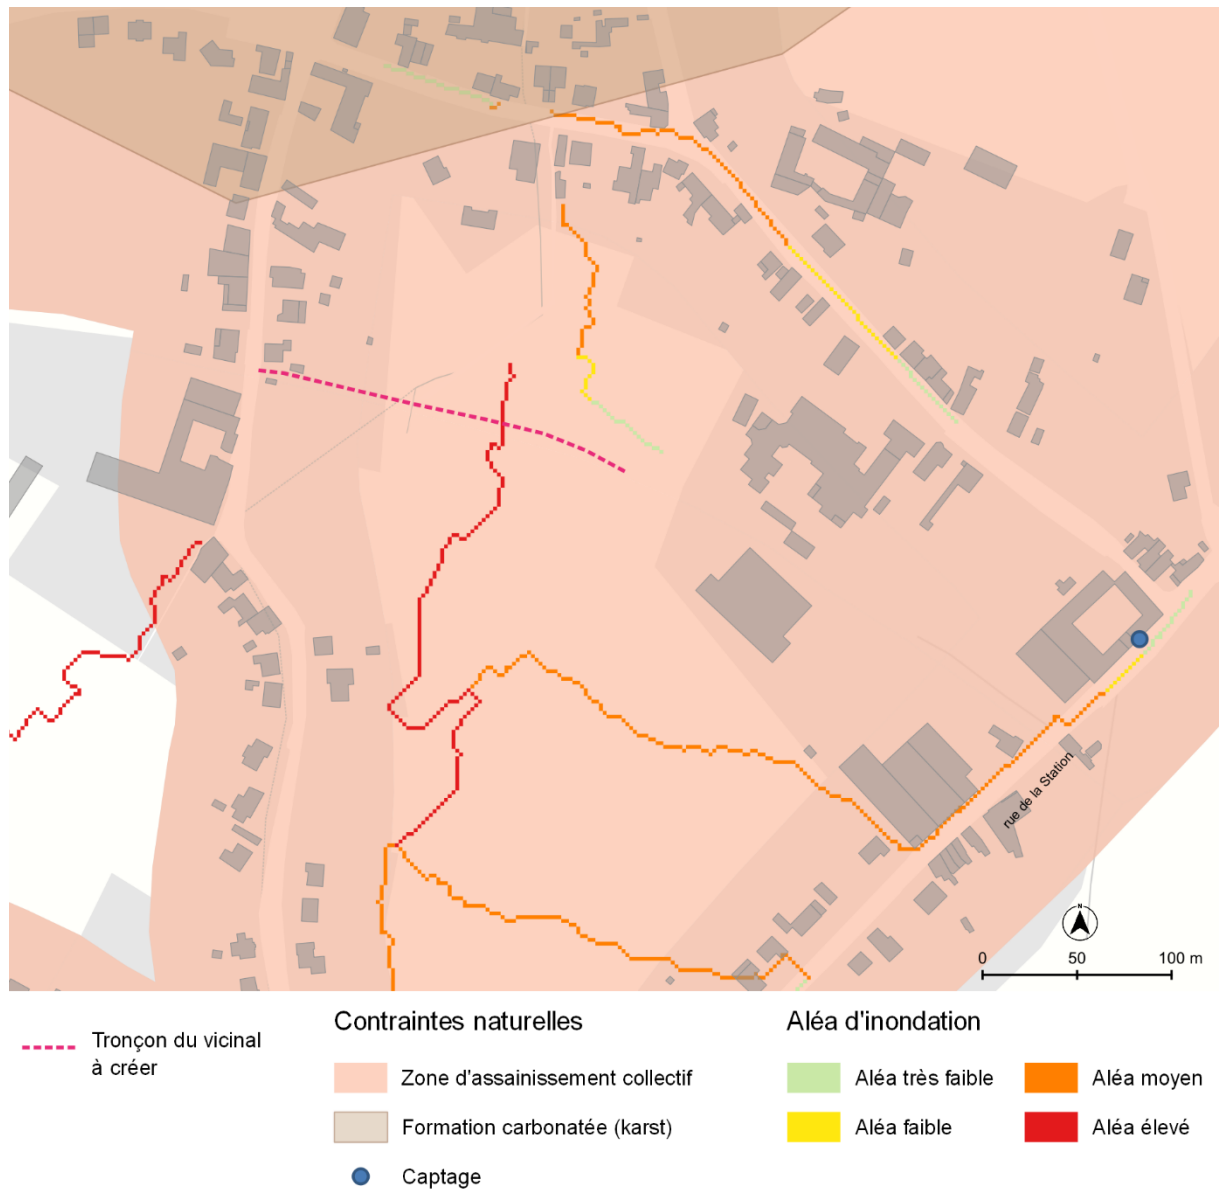 rue de la Station
N
0 50 100 m
Tronçon du vicinal
à créer
Contraintes naturelles
Zone d'assainissement collectif
Formation carbonatée (karst)
Captage
Aléa d'inondation
Aléa très faible
Aléa faible
Aléa moyen
Aléa élevé